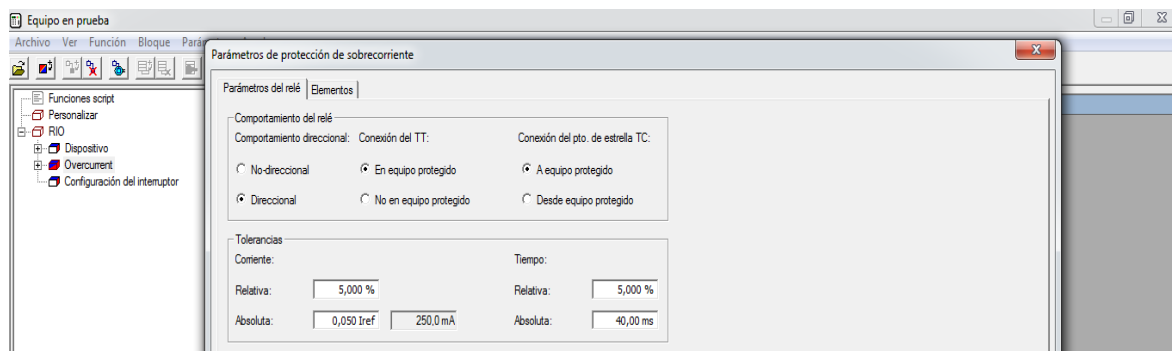 Equipo en prueba
Archivo Ver Función Bloque
Parámetros de protección de sobrecorriente
Funciones script
Personalizar
RIO
Dispositivo
Overcurrent
Configuración del interruptor
Parámetros del relé Elementos
Comportamiento del relé
Comportamiento direccional: Conexión del TT: Conexión del pto. de estrella TC:
No-direccional En equipo protegido A equipo protegido
Direccional No en equipo protegido Desde equipo protegido
Tolerancias
Corriente: Tiempo:
Relativa: 5,000 % Relativa: 5,000 %
Absoluta: 0,050 Iref 250,0 mA Absoluta: 40,00 ms